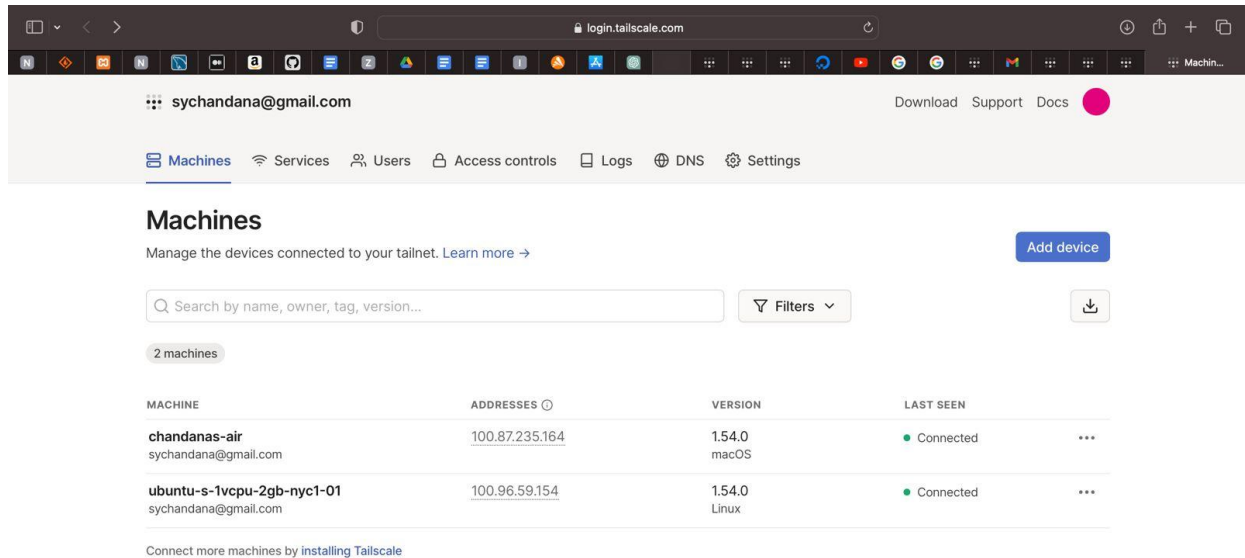 login.tailscale.com
Machin...
sychandana@gmail.com
Download Support Docs
Machines Services Users Access controls Logs DNS Settings
Machines
Manage the devices connected to your tailnet. Learn more →
Add device
Search by name, owner, tag, version...
Filters
2 machines
MACHINE ADDRESSES VERSION LAST SEEN
chandanas-air 100.87.235.164 1.54.0 Connected
sychandana@gmail.com macOS
ubuntu-s-1vcpu-2gb-nyc1-01 100.96.59.154 1.54.0 Connected
sychandana@gmail.com Linux
Connect more machines by installing Tailscale